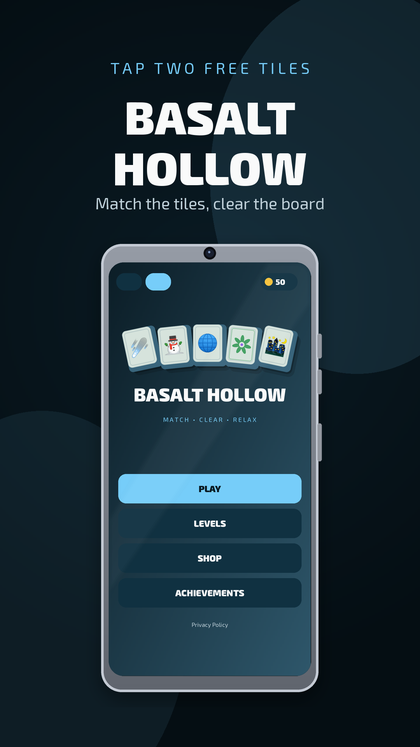 TAP TWO FREE TILES
BASALT
HOLLOW
Match the tiles, clear the board
50
BASALT HOLLOW
MATCH • CLEAR • RELAX
PLAY
LEVELS
SHOP
ACHIEVEMENTS
Privacy Policy